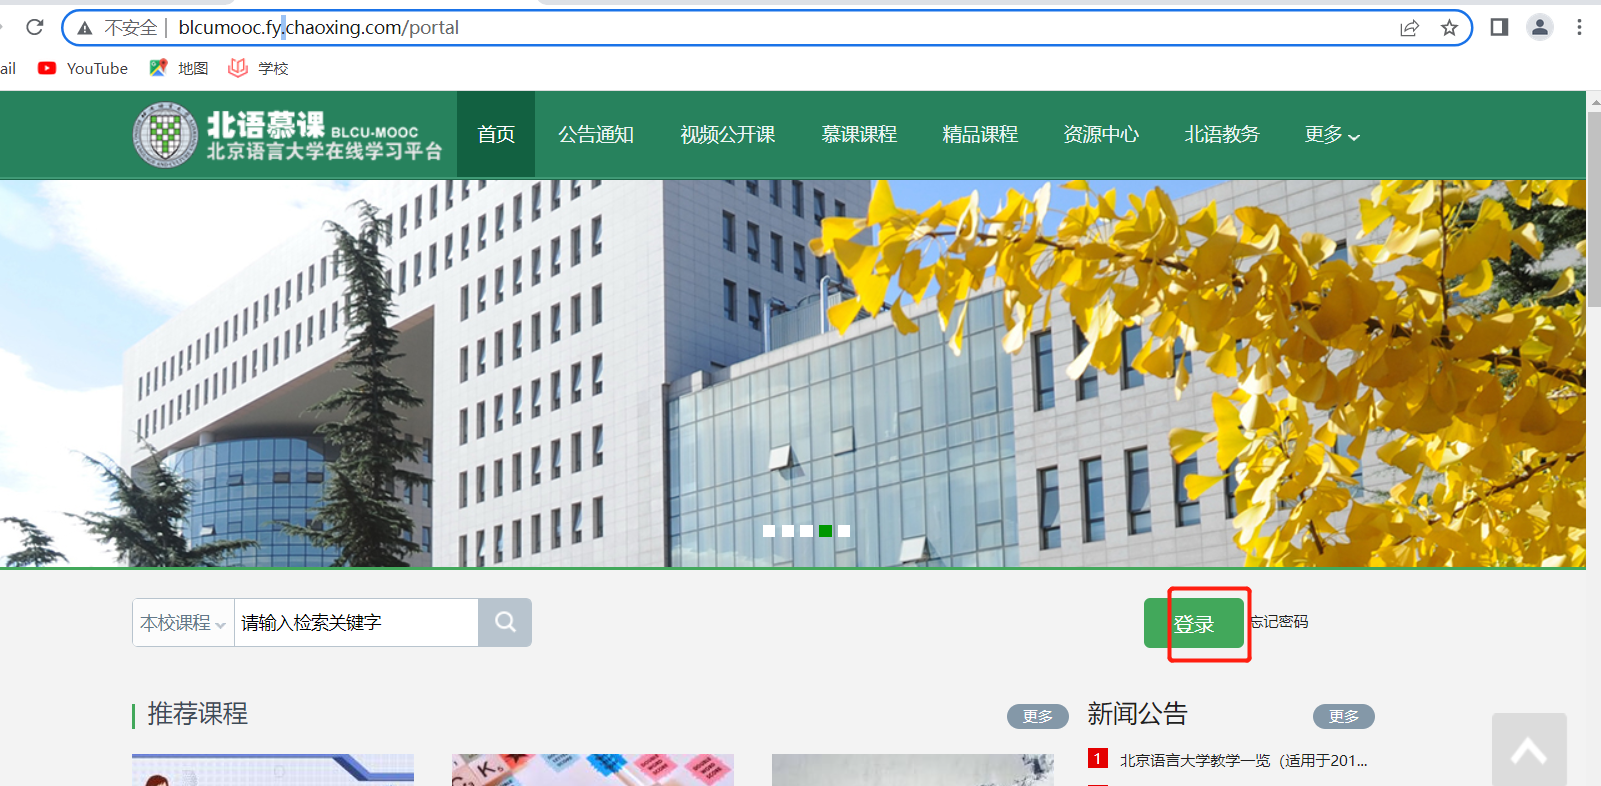 不安全 | blcumooc.fy.chaoxing.com/portal
ail YouTube 地图 学校
北语慕课 BLCU-MOOC
北京语言大学在线学习平台
首页 公告通知 视频公开课 慕课课程 精品课程 资源中心 北语教务 更多
本校课程 请输入检索关键字 登录 忘记密码
推荐课程 更多 新闻公告 更多
1 北京语言大学教学一览（适用于201...